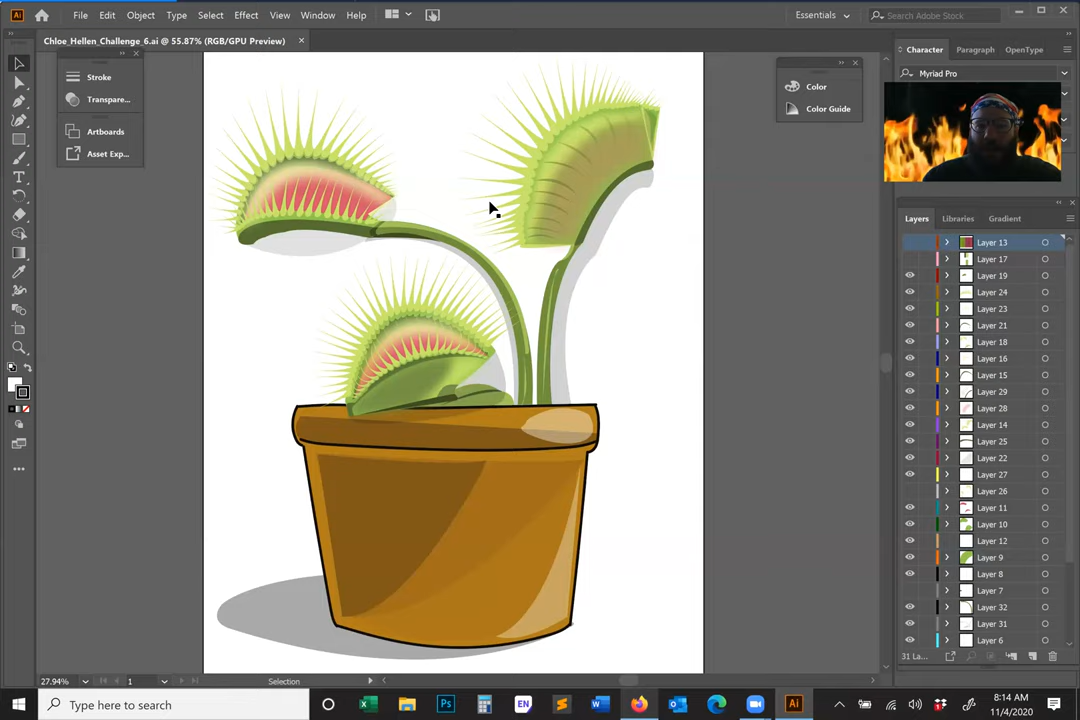 Ai File Edit Object Type Select Effect View Window Help Essentials Search Adobe Stock
Chloe_Hellen_Challenge_6.ai @ 55.87% (RGB/GPU Preview)
Stroke
Transpare...
Artboards
Asset Exp...
Color
Color Guide
Character Paragraph OpenType
Myriad Pro
Layers Libraries Gradient
Layer 13
Layer 17
Layer 19
Layer 24
Layer 23
Layer 21
Layer 18
Layer 16
Layer 15
Layer 29
Layer 28
Layer 14
Layer 25
Layer 22
Layer 27
Layer 26
Layer 11
Layer 10
Layer 12
Layer 9
Layer 8
Layer 7
Layer 32
Layer 31
Layer 6
31 La...
27.94% 1 Selection
Type here to search
EN
Ps
Ai
8:14 AM
11/4/2020